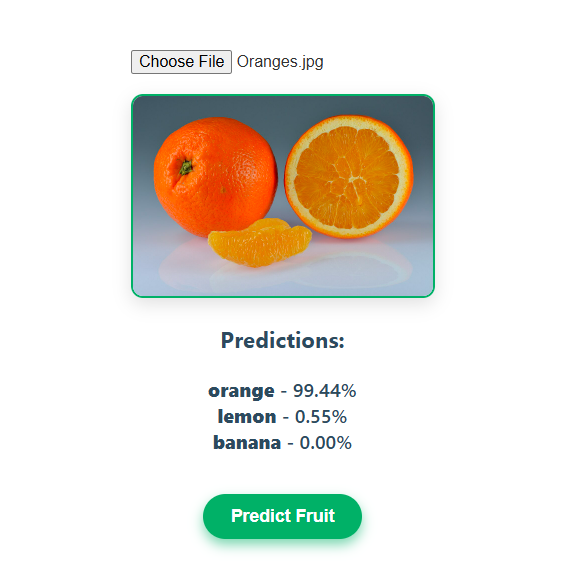 Choose File Oranges.jpg
Predictions:
orange - 99.44%
lemon - 0.55%
banana - 0.00%
Predict Fruit